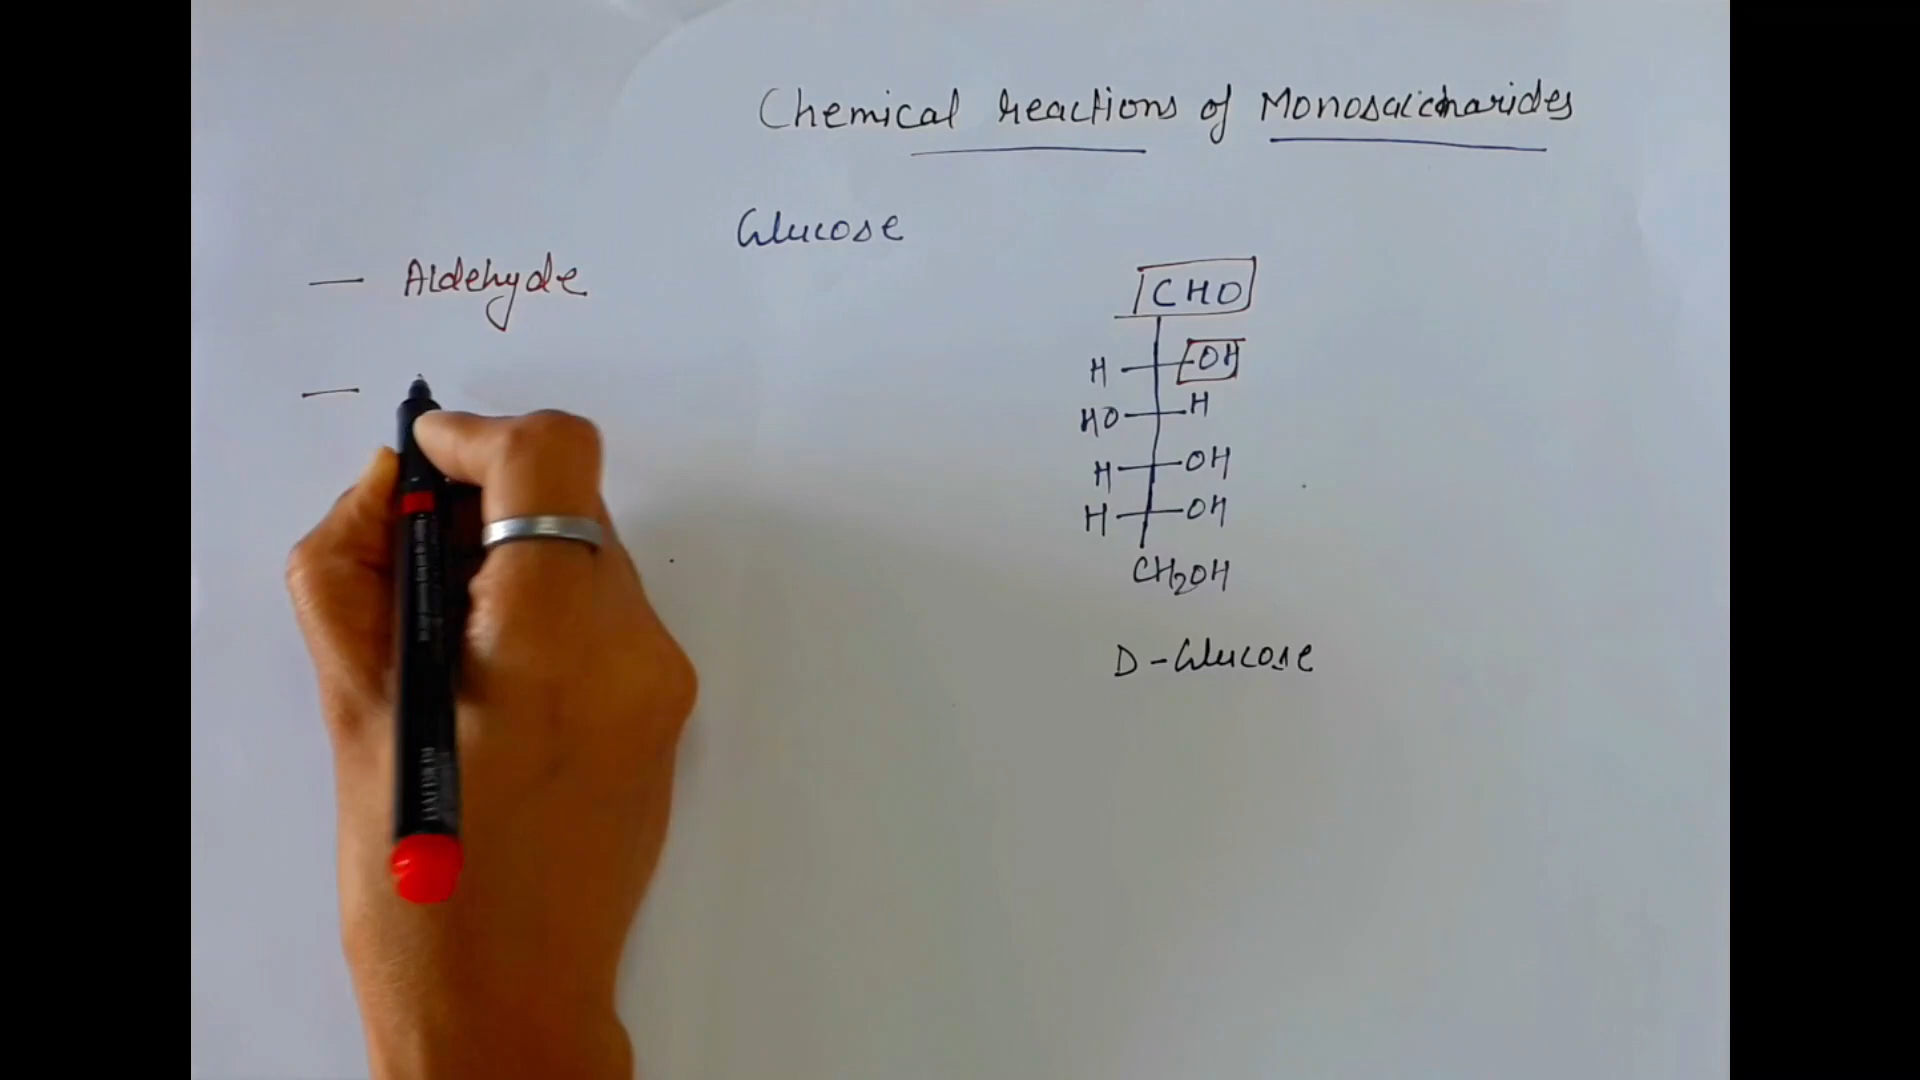 Chemical reactions of Monosaccharides
Glucose
— Aldehyde
—
CHO
H OH
HO H
H OH
H OH
CH2OH
D-Glucose